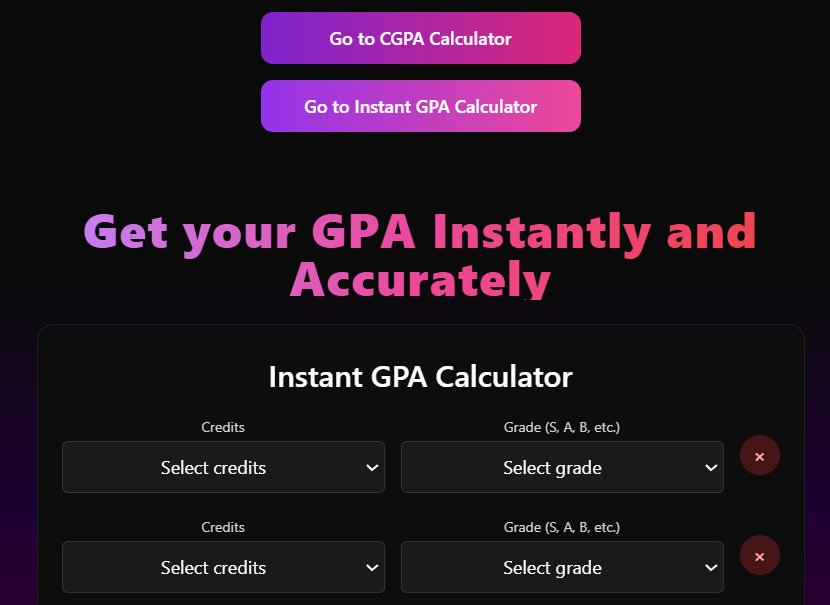 Go to CGPA Calculator
Go to Instant GPA Calculator
Get your GPA Instantly and
Accurately
Instant GPA Calculator
Credits
Grade (S, A, B, etc.)
Select credits
Select grade
×
Credits
Grade (S, A, B, etc.)
Select credits
Select grade
×